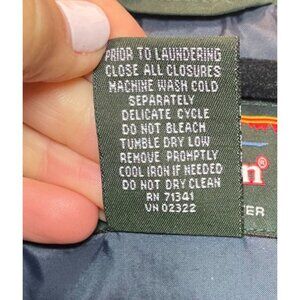 PRIOR TO LAUNDERING
CLOSE ALL CLOSURES
MACHINE WASH COLD
SEPARATELY
DELICATE CYCLE
DO NOT BLEACH
TUMBLE DRY LOW
REMOVE PROMPTLY
COOL IRON IF NEEDED
DO NOT DRY CLEAN
RN 71341
VN 02322